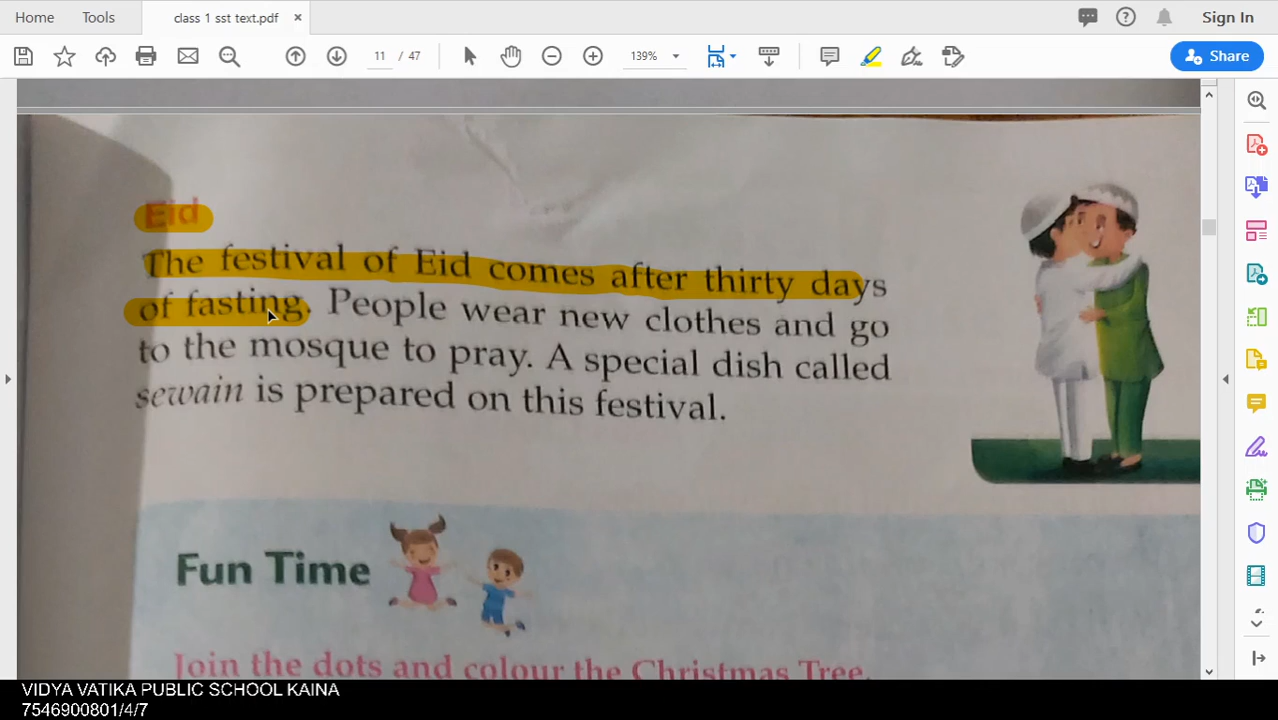 Home Tools class 1 sst text.pdf × Sign In
11 / 47 139% Share
Eid
The festival of Eid comes after thirty days
of fasting. People wear new clothes and go
to the mosque to pray. A special dish called
sewain is prepared on this festival.
Fun Time
Join the dots and colour the Christmas Tree.
VIDYA VATIKA PUBLIC SCHOOL KAINA
7546900801/4/7